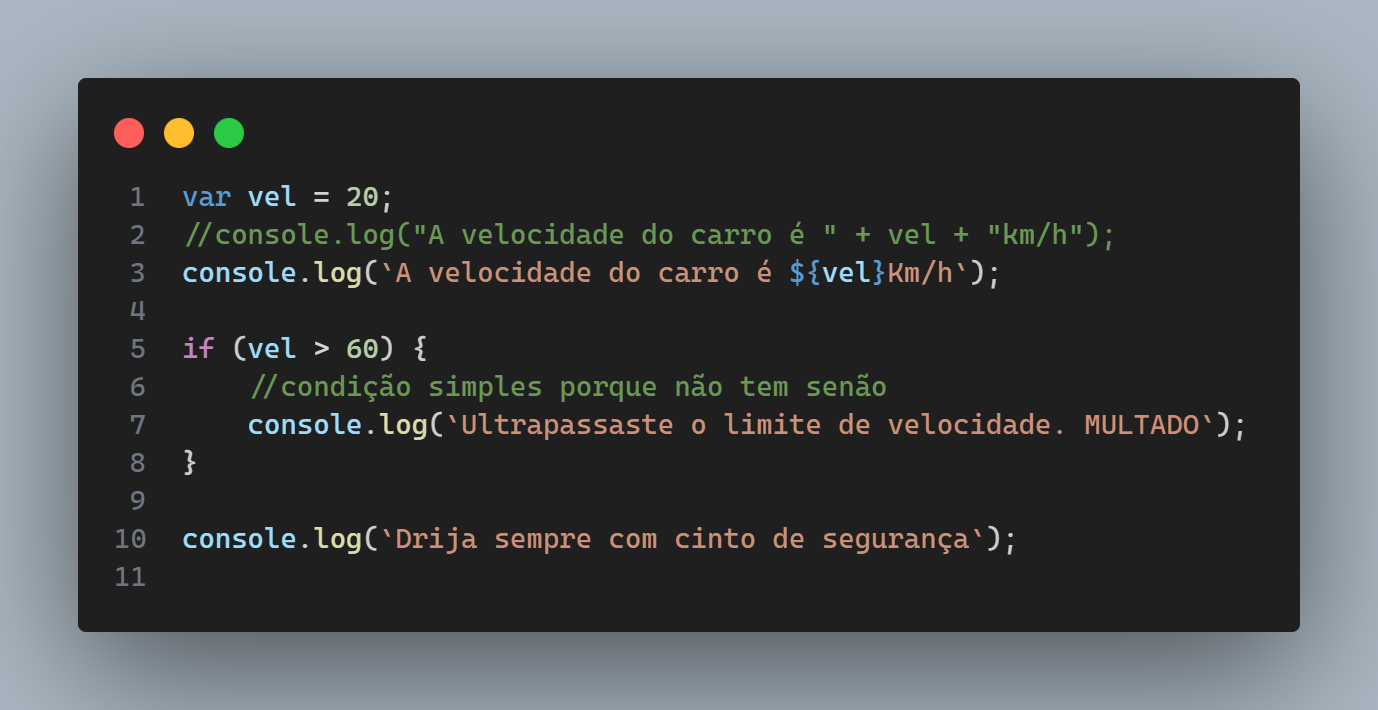 1 var vel = 20;
2 //console.log("A velocidade do carro é " + vel + "km/h");
3 console.log(`A velocidade do carro é ${vel}Km/h`);
4
5 if (vel > 60) {
6     //condição simples porque não tem senão
7     console.log(`Ultrapassaste o limite de velocidade. MULTADO`);
8 }
9
10 console.log(`Drija sempre com cinto de segurança`);
11